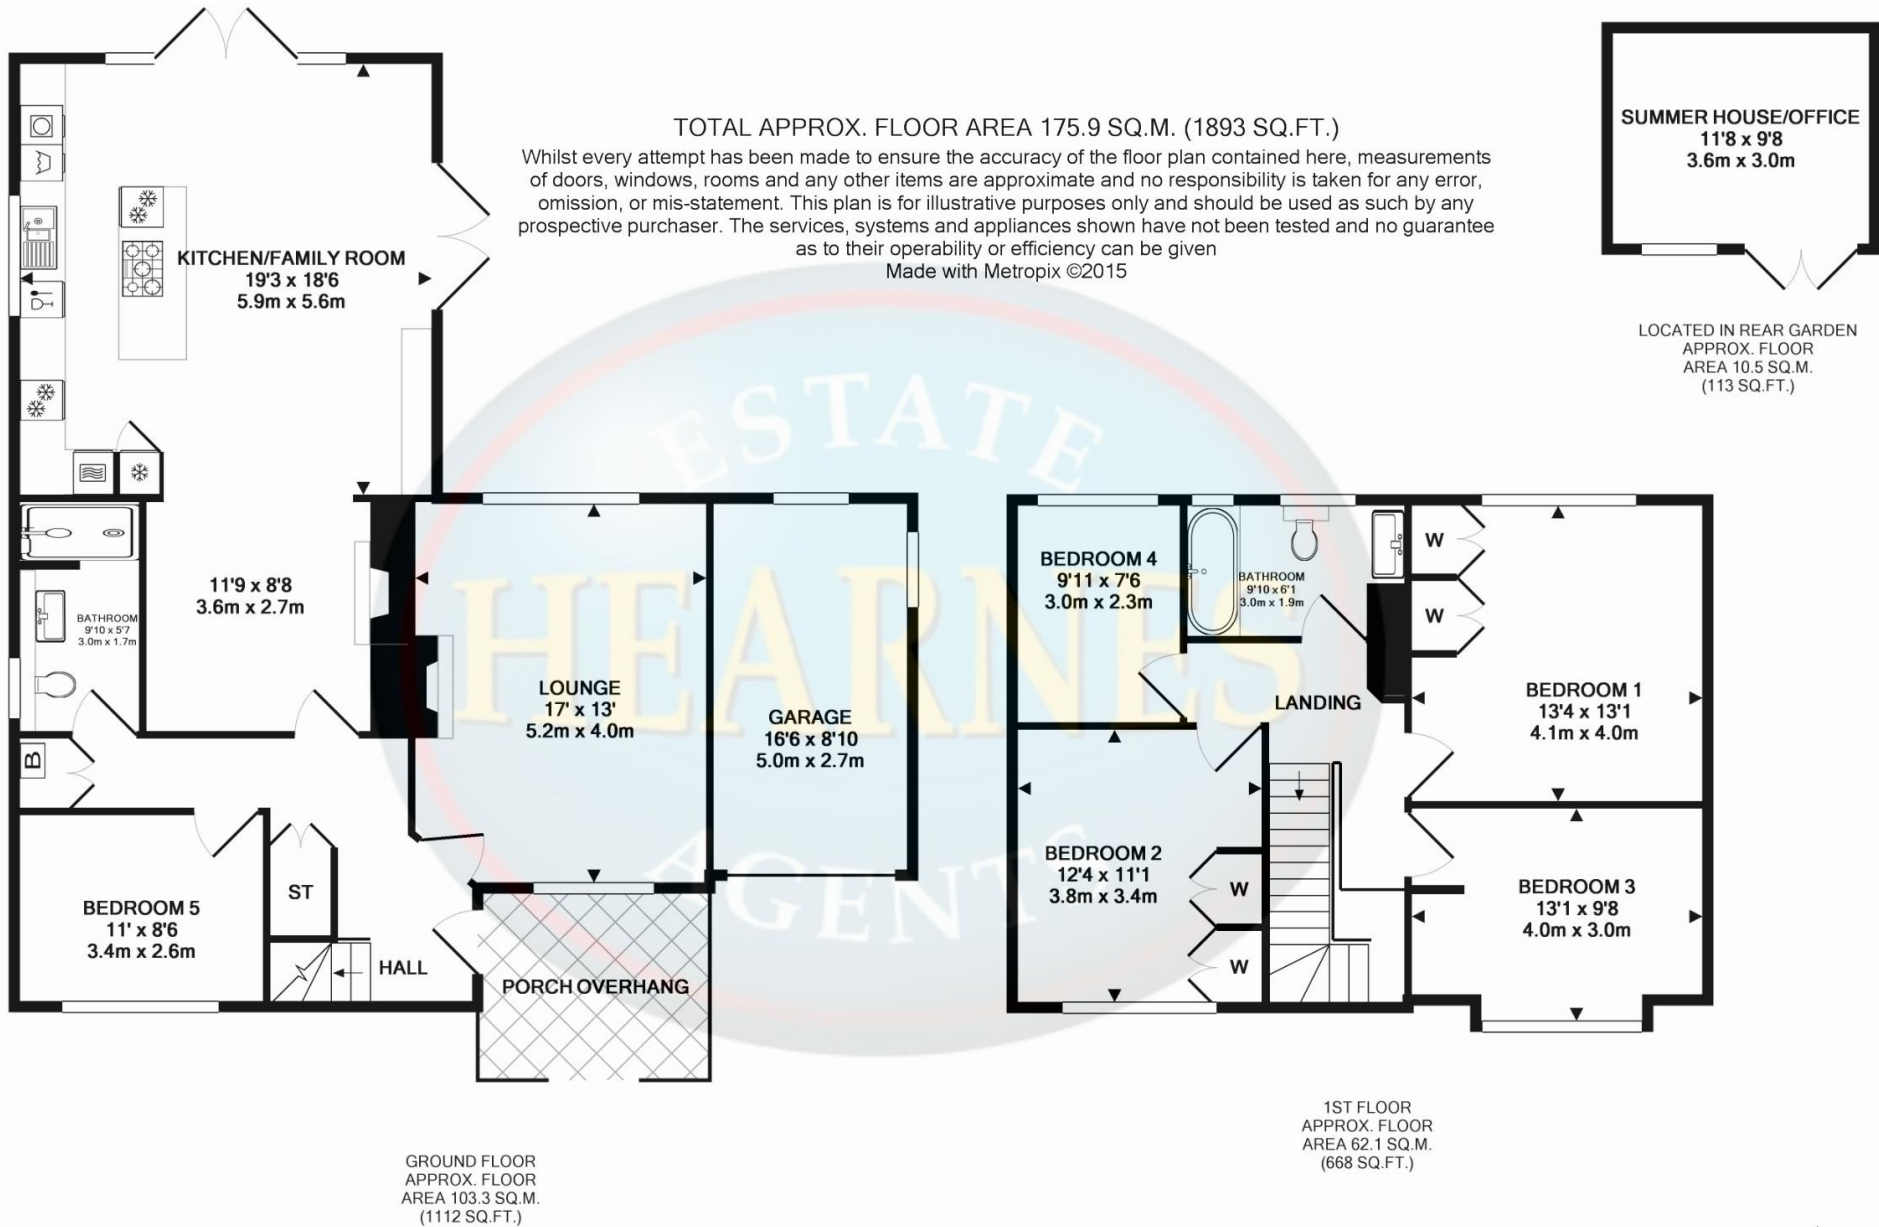 TOTAL APPROX. FLOOR AREA 175.9 SQ.M. (1893 SQ.FT.)
Whilst every attempt has been made to ensure the accuracy of the floor plan contained here, measurements
of doors, windows, rooms and any other items are approximate and no responsibility is taken for any error,
omission, or mis-statement. This plan is for illustrative purposes only and should be used as such by any
prospective purchaser. The services, systems and appliances shown have not been tested and no guarantee
as to their operability or efficiency can be given
Made with Metropix ©2015
SUMMER HOUSE/OFFICE
11'8 x 9'8
3.6m x 3.0m
LOCATED IN REAR GARDEN
APPROX. FLOOR
AREA 10.5 SQ.M.
(113 SQ.FT.)
KITCHEN/FAMILY ROOM
19'3 x 18'6
5.9m x 5.6m
11'9 x 8'8
3.6m x 2.7m
BATHROOM
9'10 x 5'7
3.0m x 1.7m
B
LOUNGE
17' x 13'
5.2m x 4.0m
GARAGE
16'6 x 8'10
5.0m x 2.7m
BEDROOM 5
11' x 8'6
3.4m x 2.6m
ST
HALL
PORCH OVERHANG
GROUND FLOOR
APPROX. FLOOR
AREA 103.3 SQ.M.
(1112 SQ.FT.)
BEDROOM 4
9'11 x 7'6
3.0m x 2.3m
BATHROOM
9'10 x 6'1
3.0m x 1.9m
W
W
BEDROOM 1
13'4 x 13'1
4.1m x 4.0m
LANDING
BEDROOM 2
12'4 x 11'1
3.8m x 3.4m
W
W
BEDROOM 3
13'1 x 9'8
4.0m x 3.0m
1ST FLOOR
APPROX. FLOOR
AREA 62.1 SQ.M.
(668 SQ.FT.)
ESTATE
HEARNES
AGENTS